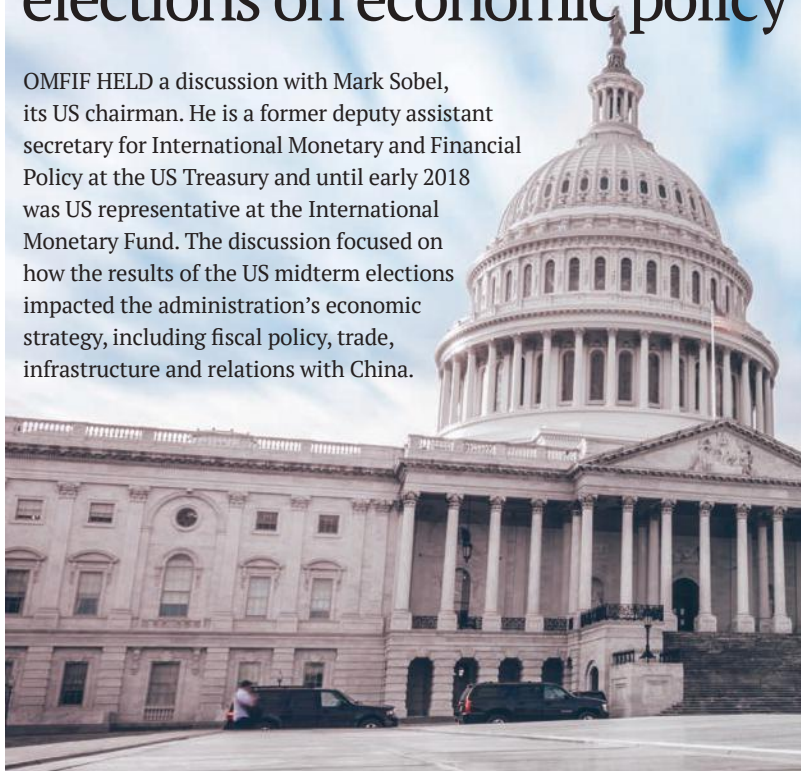 elections on economic policy
OMFIF HELD a discussion with Mark Sobel,
its US chairman. He is a former deputy assistant
secretary for International Monetary and Financial
Policy at the US Treasury and until early 2018
was US representative at the International
Monetary Fund. The discussion focused on
how the results of the US midterm elections
impacted the administration’s economic
strategy, including fiscal policy, trade,
infrastructure and relations with China.